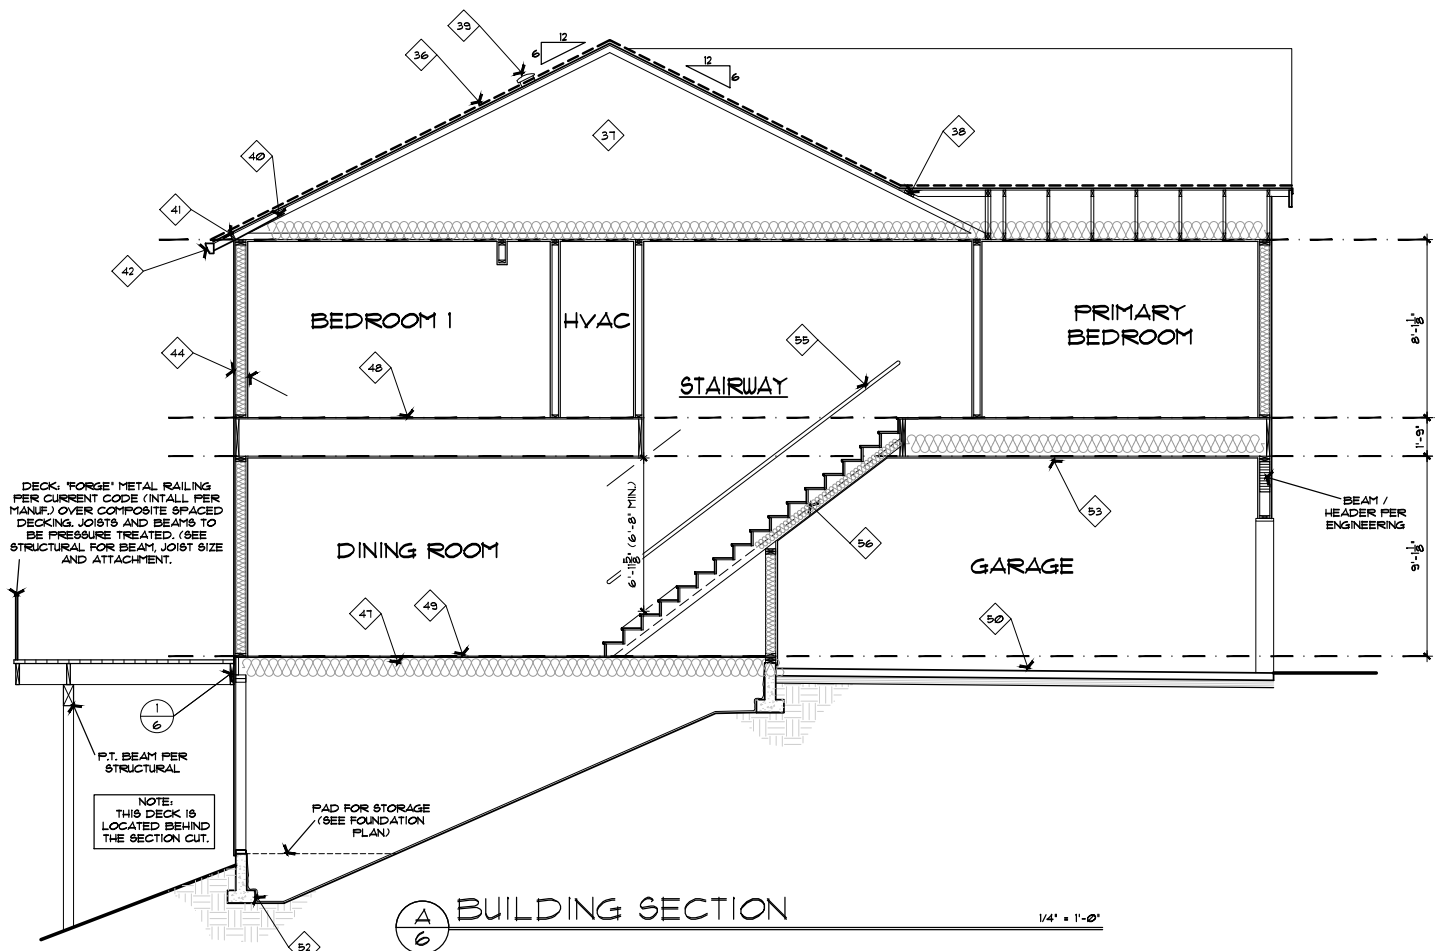 39
12
6
36
12
6
37
38
40
41
42
BEDROOM 1
HVAC
PRIMARY
BEDROOM
8'-1 1/8"
44
48
55
STAIRWAY
1'-9"
DECK: "FORGE" METAL RAILING
PER CURRENT CODE (INTALL PER
MANUF.) OVER COMPOSITE SPACED
DECKING. JOISTS AND BEAMS TO
BE PRESSURE TREATED. (SEE
STRUCTURAL FOR BEAM, JOIST SIZE
AND ATTACHMENT.
DINING ROOM
6'-11 5/8" (6'-8" MIN.)
53
BEAM /
HEADER PER
ENGINEERING
56
GARAGE
9'-1 1/8"
47
49
50
1
6
P.T. BEAM PER
STRUCTURAL
NOTE:
THIS DECK IS
LOCATED BEHIND
THE SECTION CUT.
PAD FOR STORAGE
(SEE FOUNDATION
PLAN)
52
A
6
BUILDING SECTION
1/4" = 1'-0"